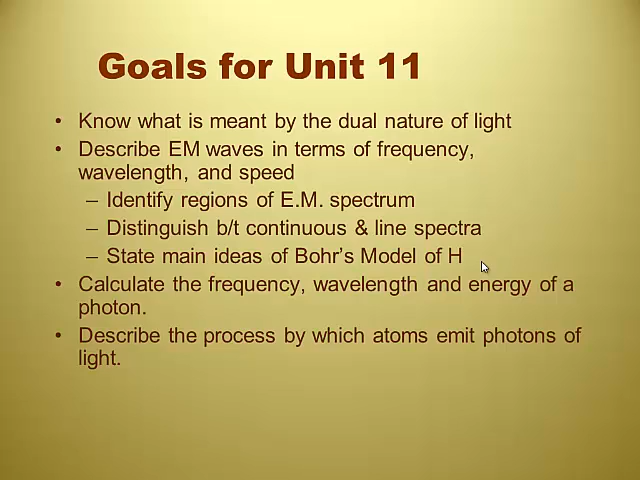 Goals for Unit 11
• Know what is meant by the dual nature of light
• Describe EM waves in terms of frequency,
wavelength, and speed
– Identify regions of E.M. spectrum
– Distinguish b/t continuous & line spectra
– State main ideas of Bohr's Model of H
• Calculate the frequency, wavelength and energy of a
photon.
• Describe the process by which atoms emit photons of
light.